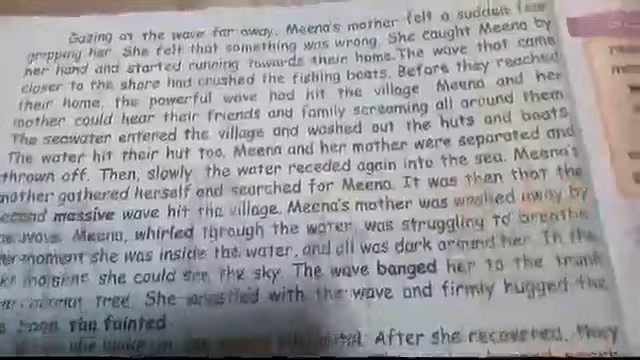 Gazing at the wave far away, Meena's mother felt a sudden fear
gripping her. She felt that something was wrong. She caught Meena by
her hand and started running towards their home. The wave that came
closer to the shore had crushed the fishing boats. Before they reached
their home, the powerful wave had hit the village. Meena and her
mother could hear their friends and family screaming all around them
The seawater entered the village and washed out the huts and boats
The water hit their hut too. Meena and her mother were separated and
thrown off. Then, slowly the water receded again into the sea. Meena's
mother gathered herself and searched for Meena. It was then that the
second massive wave hit the village. Meena's mother was washed away by
wave. Meena, whirled through the water was struggling to breathe
moment she was inside the water, and all was dark around her. In the
she could see the sky. The wave banged her to the trunk
tree. She wrestled with the wave and firmly hugged the
fainted
After she recovered, they